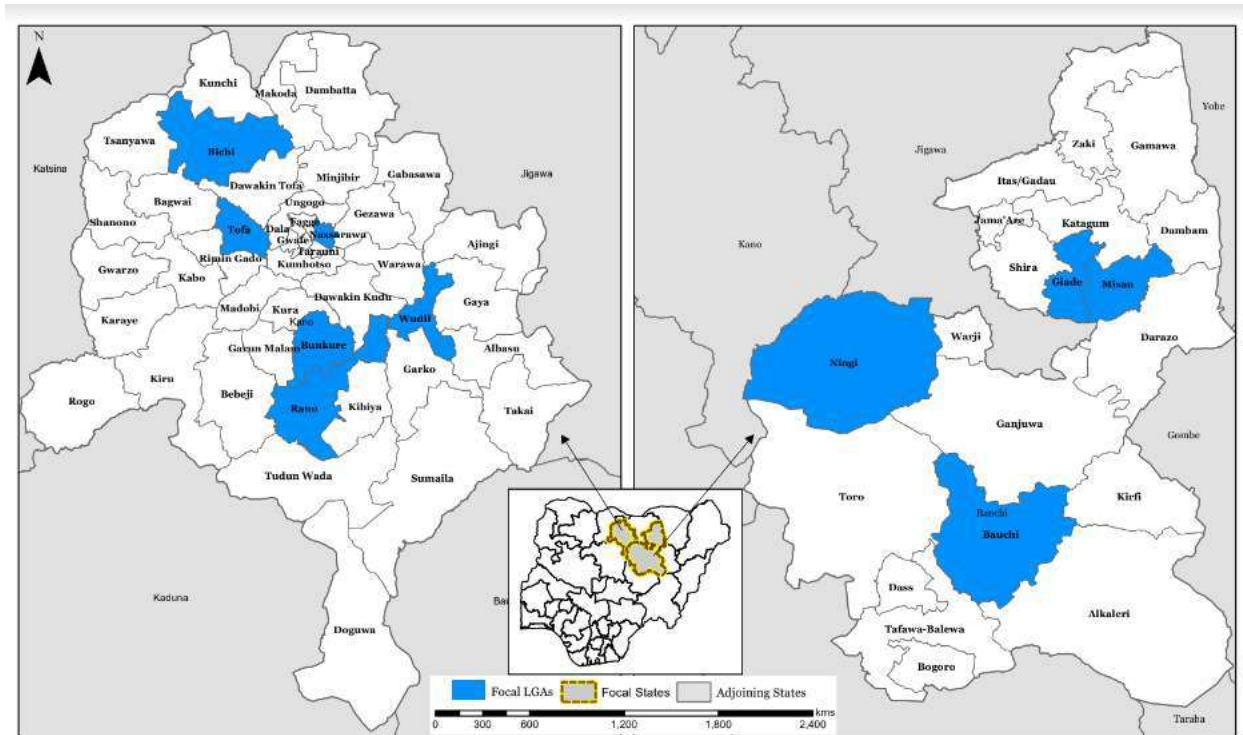 N
Kunchi
Makoda
Dambatta
Tsanyawa
Bichi
Katsina
Jigawa
Dawakin Tofa
Minjibir
Gabasawa
Bagwai
Ungogo
Shanono
Tofa
Dala
Fagge
Nassarawa
Gezawa
Gwale
Tarauni
Ajingi
Gwarzo
Rimin Gado
Kumbotso
Warawa
Kabo
Madobi
Kura
Dawakin Kudu
Gaya
Karaye
Kano
Wudil
Garun Malam
Bunkure
Albasu
Kiru
Bebeji
Garko
Rogo
Rano
Kibiya
Takai
Tudun Wada
Sumaila
Kaduna
Doguwa
Bau
Yobe
Jigawa
Zaki
Gamawa
Itas/Gadau
Jama'Are
Katagum
Dambam
Kano
Shira
Giade
Misau
Warji
Darazo
Ningi
Ganjuwa
Gombe
Toro
Kirfi
Bauchi
Bauchi
Dass
Alkaleri
Tafawa-Balewa
Bogoro
Taraba
Focal LGAs
Focal States
Adjoining States
kms
0 300 600 1,200 1,800 2,400